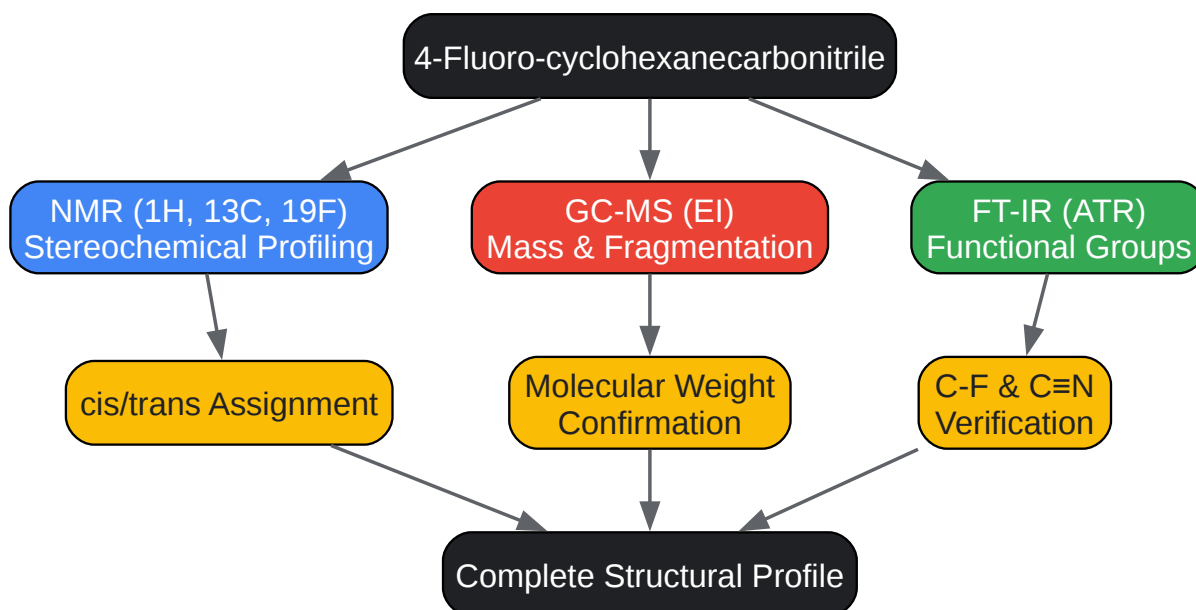 4-Fluoro-cyclohexanecarbonitrile
NMR (1H, 13C, 19F)
Stereochemical Profiling
GC-MS (EI)
Mass & Fragmentation
FT-IR (ATR)
Functional Groups
cis/trans Assignment
Molecular Weight
Confirmation
C-F & C≡N
Verification
Complete Structural Profile